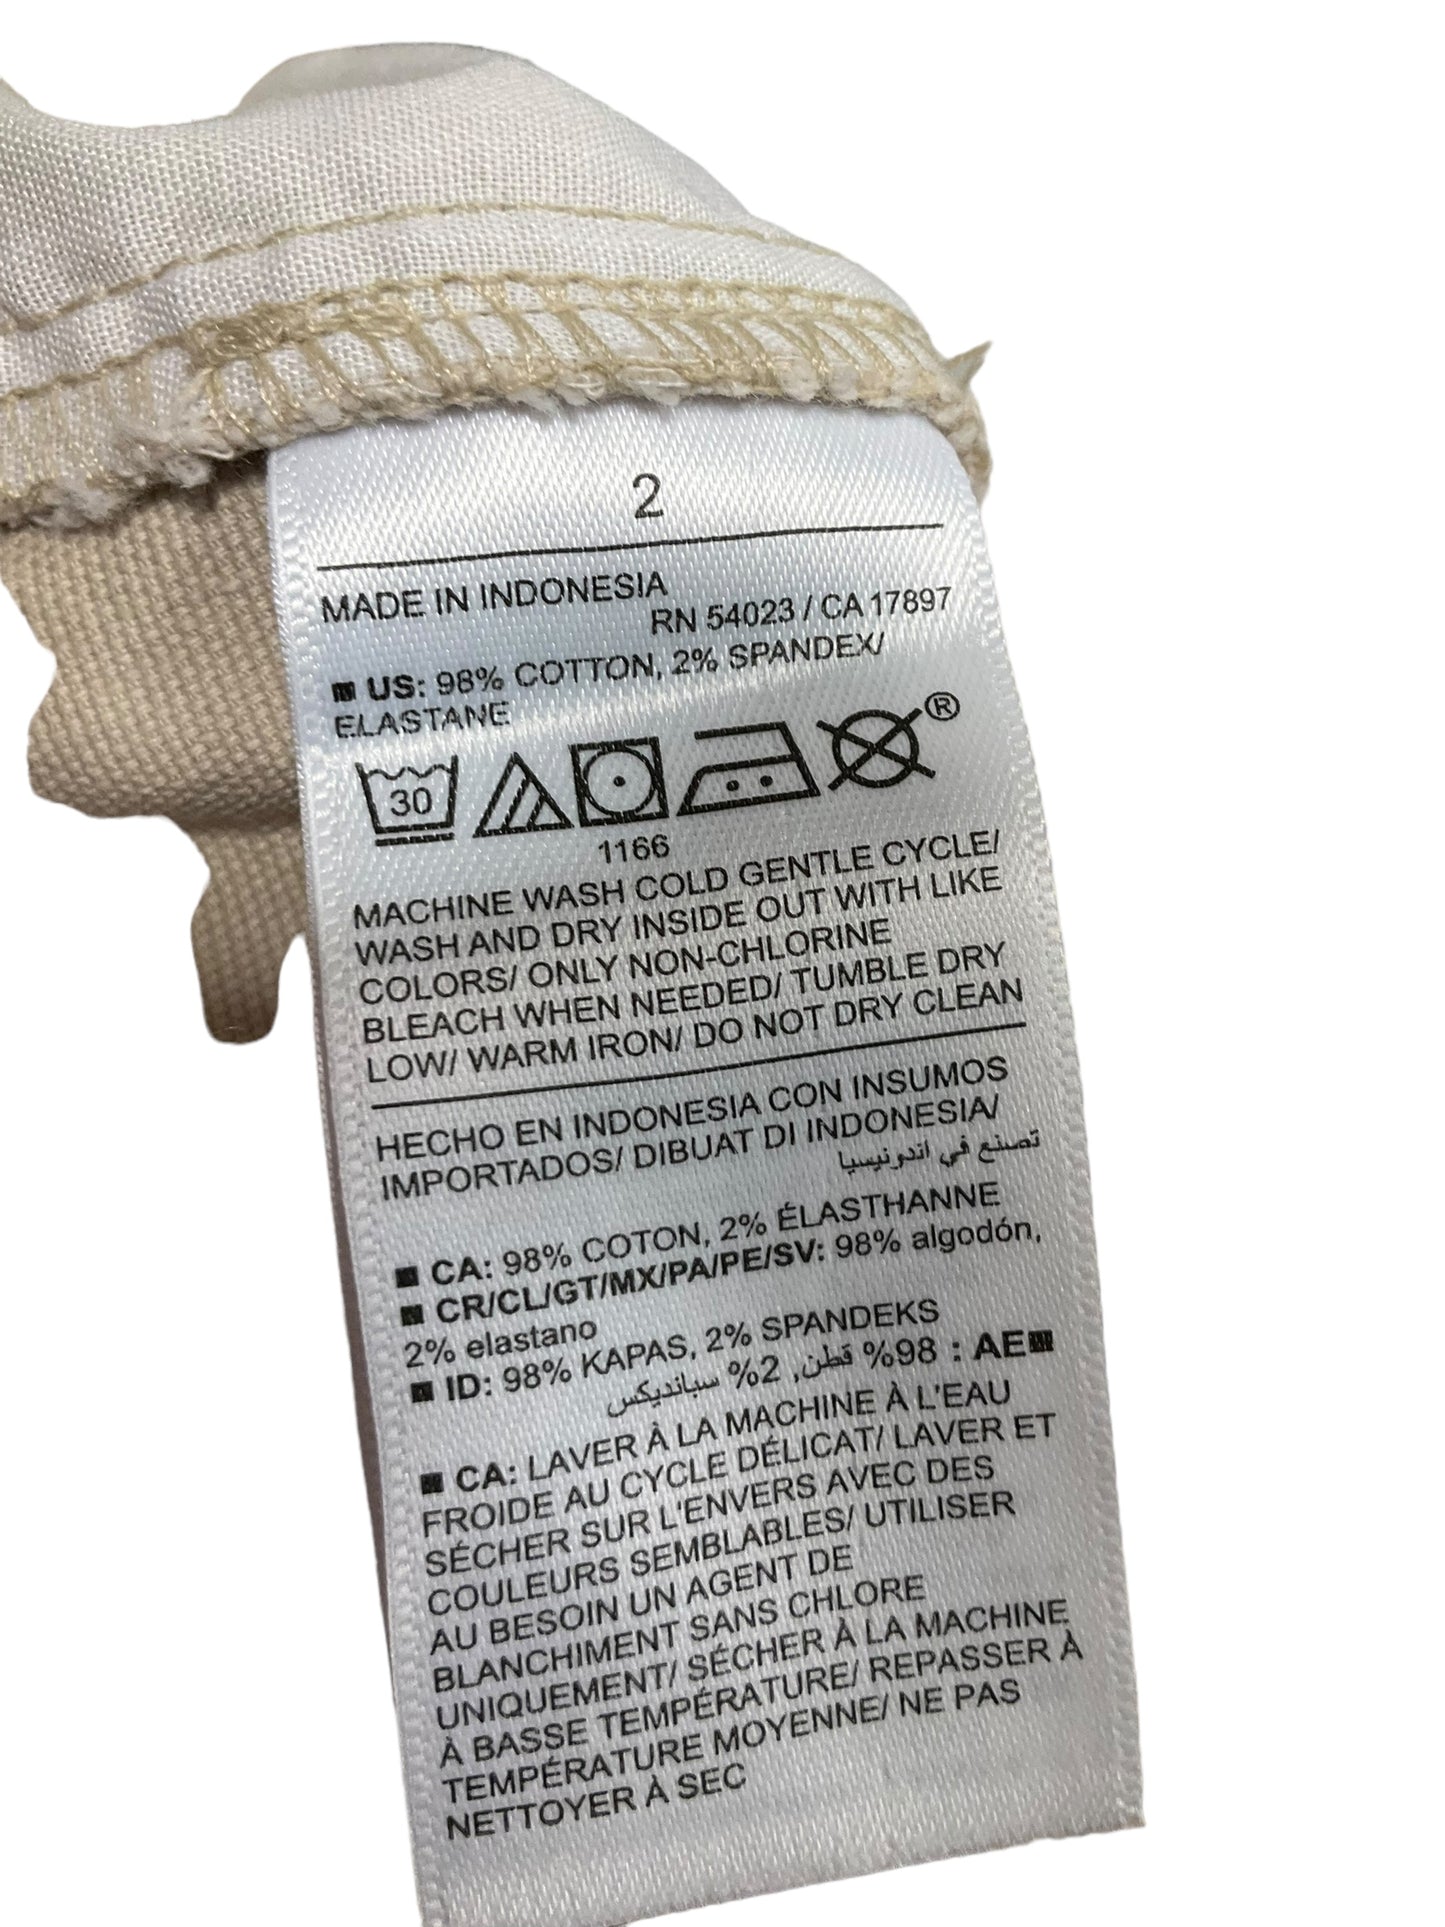 2
MADE IN INDONESIA
RN 54023 / CA 17897
US: 98% COTTON, 2% SPANDEX/
ELASTANE
30
®
1166
MACHINE WASH COLD GENTLE CYCLE/
WASH AND DRY INSIDE OUT WITH LIKE
COLORS/ ONLY NON-CHLORINE
BLEACH WHEN NEEDED/ TUMBLE DRY
LOW/ WARM IRON/ DO NOT DRY CLEAN
HECHO EN INDONESIA CON INSUMOS
IMPORTADOS/ DIBUAT DI INDONESIA/
تصنع في اندونيسيا
CA: 98% COTON, 2% ÉLASTHANNE
CR/CL/GT/MX/PA/PE/SV: 98% algodón,
2% elastano
ID: 98% KAPAS, 2% SPANDEKS
AE : 98% قطن, 2% سباندیکس
CA: LAVER À LA MACHINE À L'EAU
FROIDE AU CYCLE DÉLICAT/ LAVER ET
SÉCHER SUR L'ENVERS AVEC DES
COULEURS SEMBLABLES/ UTILISER
AU BESOIN UN AGENT DE
BLANCHIMENT SANS CHLORE
UNIQUEMENT/ SÉCHER À LA MACHINE
À BASSE TEMPÉRATURE/ REPASSER À
TEMPÉRATURE MOYENNE/ NE PAS
NETTOYER À SEC